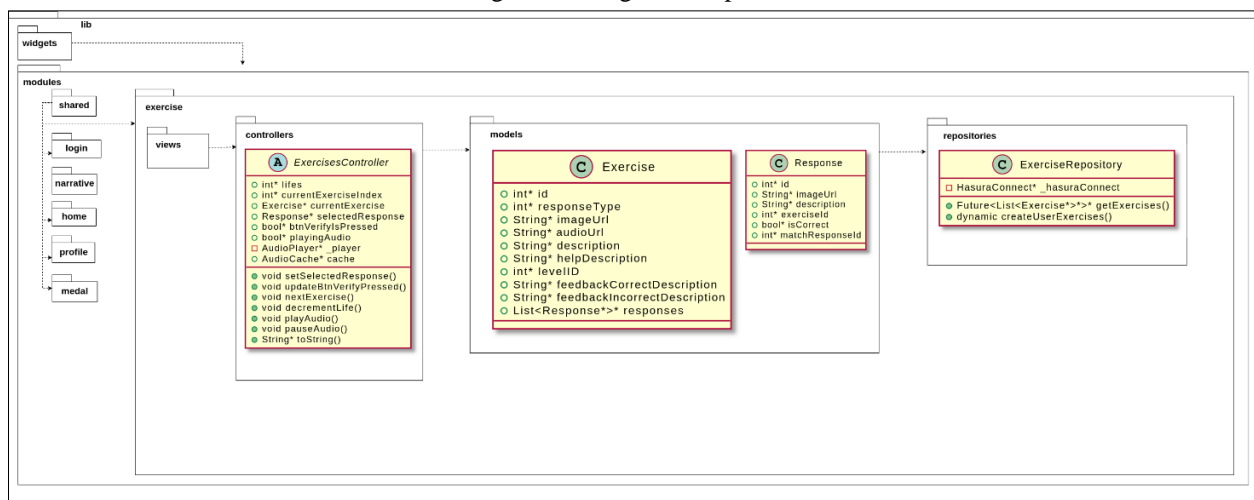 lib
widgets
modules
shared
login
narrative
home
profile
medal
exercise
views
controllers
A ExercisesController
int* lifes
int* currentExerciseIndex
Exercise* currentExercise
Response* selectedResponse
bool* btnVerifyIsPressed
bool* playingAudio
AudioPlayer* _player
AudioCache* cache
void setSelectedResponse()
void updateBtnVerifyPressed()
void nextExercise()
void decrementLife()
void playAudio()
void pauseAudio()
String* toString()
models
C Exercise
int* id
int* responseType
String* imageUrl
String* audioUrl
String* description
String* helpDescription
int* levelID
String* feedbackCorrectDescription
String* feedbackIncorrectDescription
List<Response*>* responses
C Response
int* id
String* imageUrl
String* description
int* exerciseId
bool* isCorrect
int* matchResponseId
repositories
C ExerciseRepository
HasuraConnect* _hasuraConnect
Future<List<Exercise*>*>* getExercises()
dynamic createUserExercises()